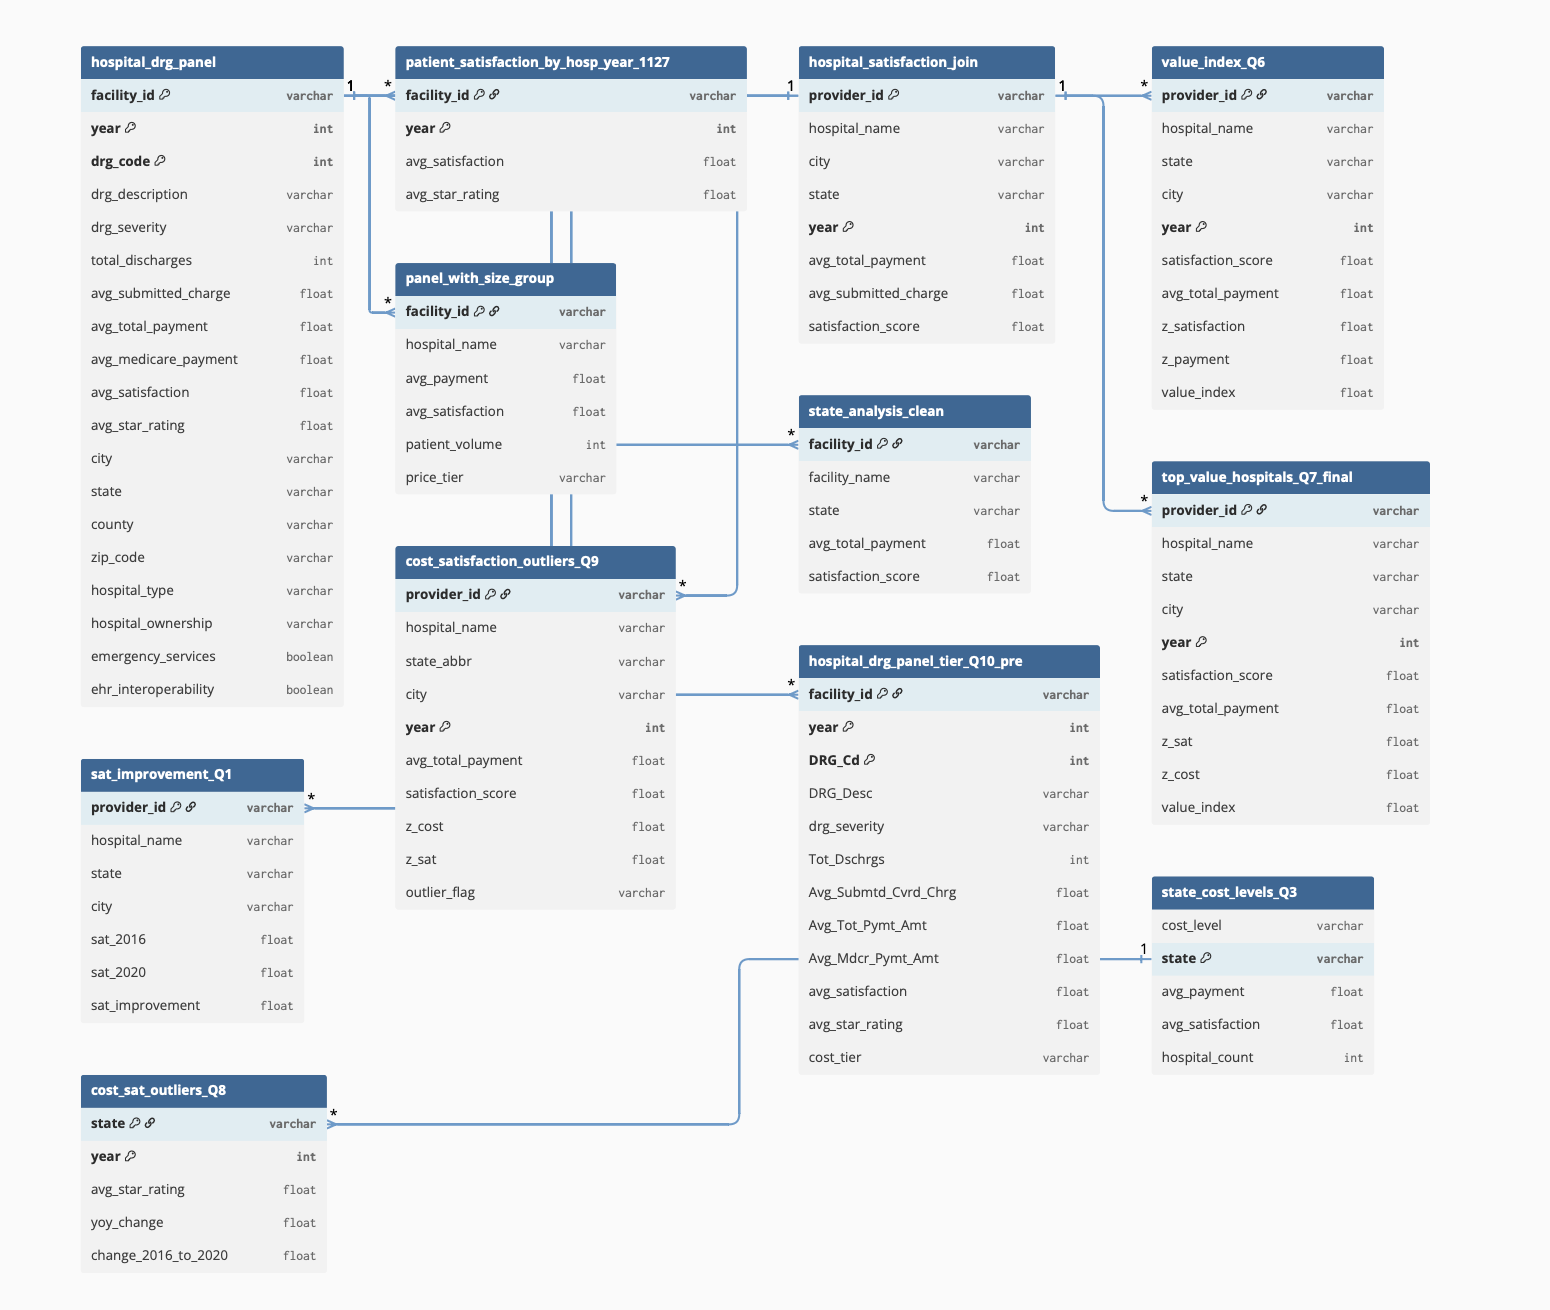 hospital_drg_panel
facility_id varchar
year int
drg_code int
drg_description varchar
drg_severity varchar
total_discharges int
avg_submitted_charge float
avg_total_payment float
avg_medicare_payment float
avg_satisfaction float
avg_star_rating float
city varchar
state varchar
county varchar
zip_code varchar
hospital_type varchar
hospital_ownership varchar
emergency_services boolean
ehr_interoperability boolean
1 *
*
patient_satisfaction_by_hosp_year_1127
facility_id varchar
year int
avg_satisfaction float
avg_star_rating float
panel_with_size_group
facility_id varchar
hospital_name varchar
avg_payment float
avg_satisfaction float
patient_volume int
price_tier varchar
cost_satisfaction_outliers_Q9
provider_id varchar
*
hospital_name varchar
state_abbr varchar
city varchar
year int
avg_total_payment float
satisfaction_score float
z_cost float
z_sat float
outlier_flag varchar
1
hospital_satisfaction_join
provider_id varchar
hospital_name varchar
city varchar
state varchar
year int
avg_total_payment float
avg_submitted_charge float
satisfaction_score float
1 *
*
state_analysis_clean
*
facility_id varchar
facility_name varchar
state varchar
avg_total_payment float
satisfaction_score float
hospital_drg_panel_tier_Q10_pre
*
facility_id varchar
year int
DRG_Cd int
DRG_Desc varchar
drg_severity varchar
Tot_Dschrgs int
Avg_Submtd_Cvrd_Chrg float
Avg_Tot_Pymt_Amt float
Avg_Mdcr_Pymt_Amt float
avg_satisfaction float
avg_star_rating float
cost_tier varchar
value_index_Q6
provider_id varchar
hospital_name varchar
state varchar
city varchar
year int
satisfaction_score float
avg_total_payment float
z_satisfaction float
z_payment float
value_index float
top_value_hospitals_Q7_final
provider_id varchar
hospital_name varchar
state varchar
city varchar
year int
satisfaction_score float
avg_total_payment float
z_sat float
z_cost float
value_index float
state_cost_levels_Q3
cost_level varchar
1
state varchar
avg_payment float
avg_satisfaction float
hospital_count int
sat_improvement_Q1
provider_id varchar
*
hospital_name varchar
state varchar
city varchar
sat_2016 float
sat_2020 float
sat_improvement float
cost_sat_outliers_Q8
state varchar
*
year int
avg_star_rating float
yoy_change float
change_2016_to_2020 float